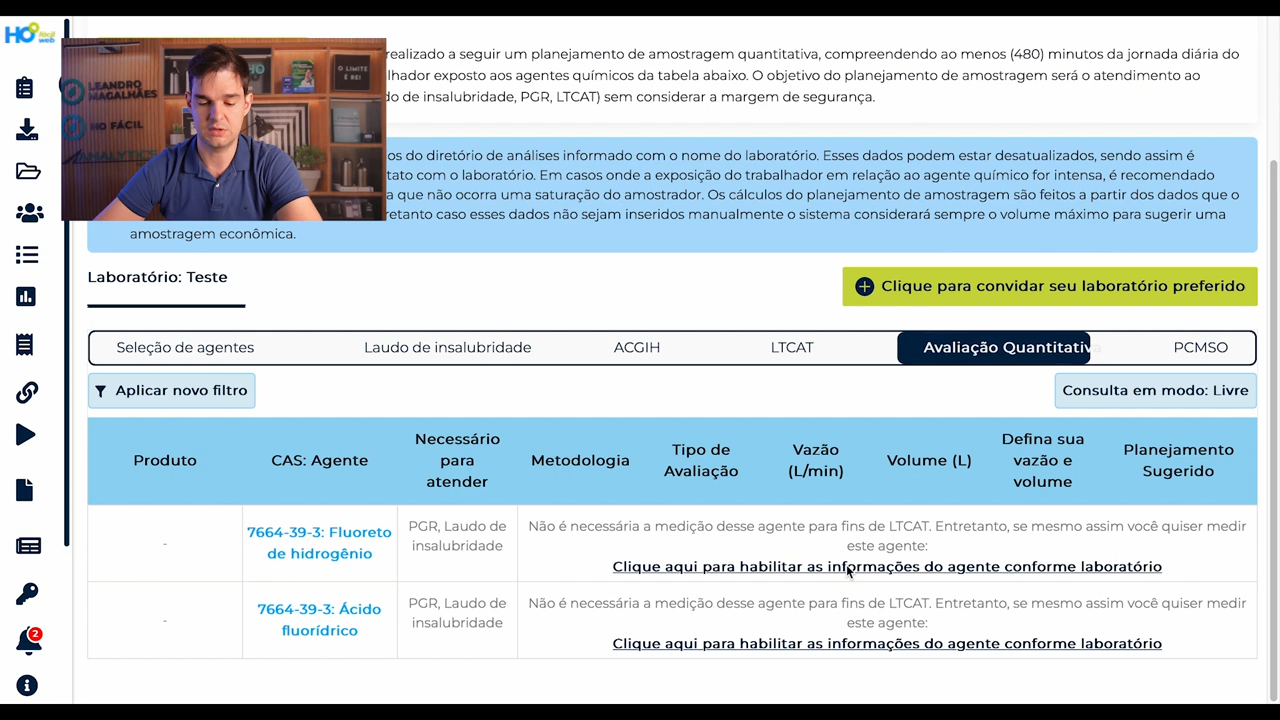 HO fácil web
LEANDRO MAGALHÃES
HO FÁCIL
ANALYTICS
HO
O LIMITE É REI
realizado a seguir um planejamento de amostragem quantitativa, compreendendo ao menos (480) minutos da jornada diária do
lhador exposto aos agentes químicos da tabela abaixo. O objetivo do planejamento de amostragem será o atendimento ao
o de insalubridade, PGR, LTCAT) sem considerar a margem de segurança.
os do diretório de análises informado com o nome do laboratório. Esses dados podem estar desatualizados, sendo assim é
tato com o laboratório. Em casos onde a exposição do trabalhador em relação ao agente químico for intensa, é recomendado
a que não ocorra uma saturação do amostrador. Os cálculos do planejamento de amostragem são feitos a partir dos dados que o
retanto caso esses dados não sejam inseridos manualmente o sistema considerará sempre o volume máximo para sugerir uma
amostragem econômica.
Laboratório: Teste
Clique para convidar seu laboratório preferido
Seleção de agentes Laudo de insalubridade ACGIH LTCAT Avaliação Quantitativa PCMSO
Aplicar novo filtro
Consulta em modo: Livre
Produto
CAS: Agente
Necessário para atender
Metodologia
Tipo de Avaliação
Vazão (L/min)
Volume (L)
Defina sua vazão e volume
Planejamento Sugerido
-
7664-39-3: Fluoreto
de hidrogênio
PGR, Laudo de
insalubridade
Não é necessária a medição desse agente para fins de LTCAT. Entretanto, se mesmo assim você quiser medir
este agente:
Clique aqui para habilitar as informações do agente conforme laboratório
-
7664-39-3: Ácido
fluorídrico
PGR, Laudo de
insalubridade
Não é necessária a medição desse agente para fins de LTCAT. Entretanto, se mesmo assim você quiser medir
este agente:
Clique aqui para habilitar as informações do agente conforme laboratório
2